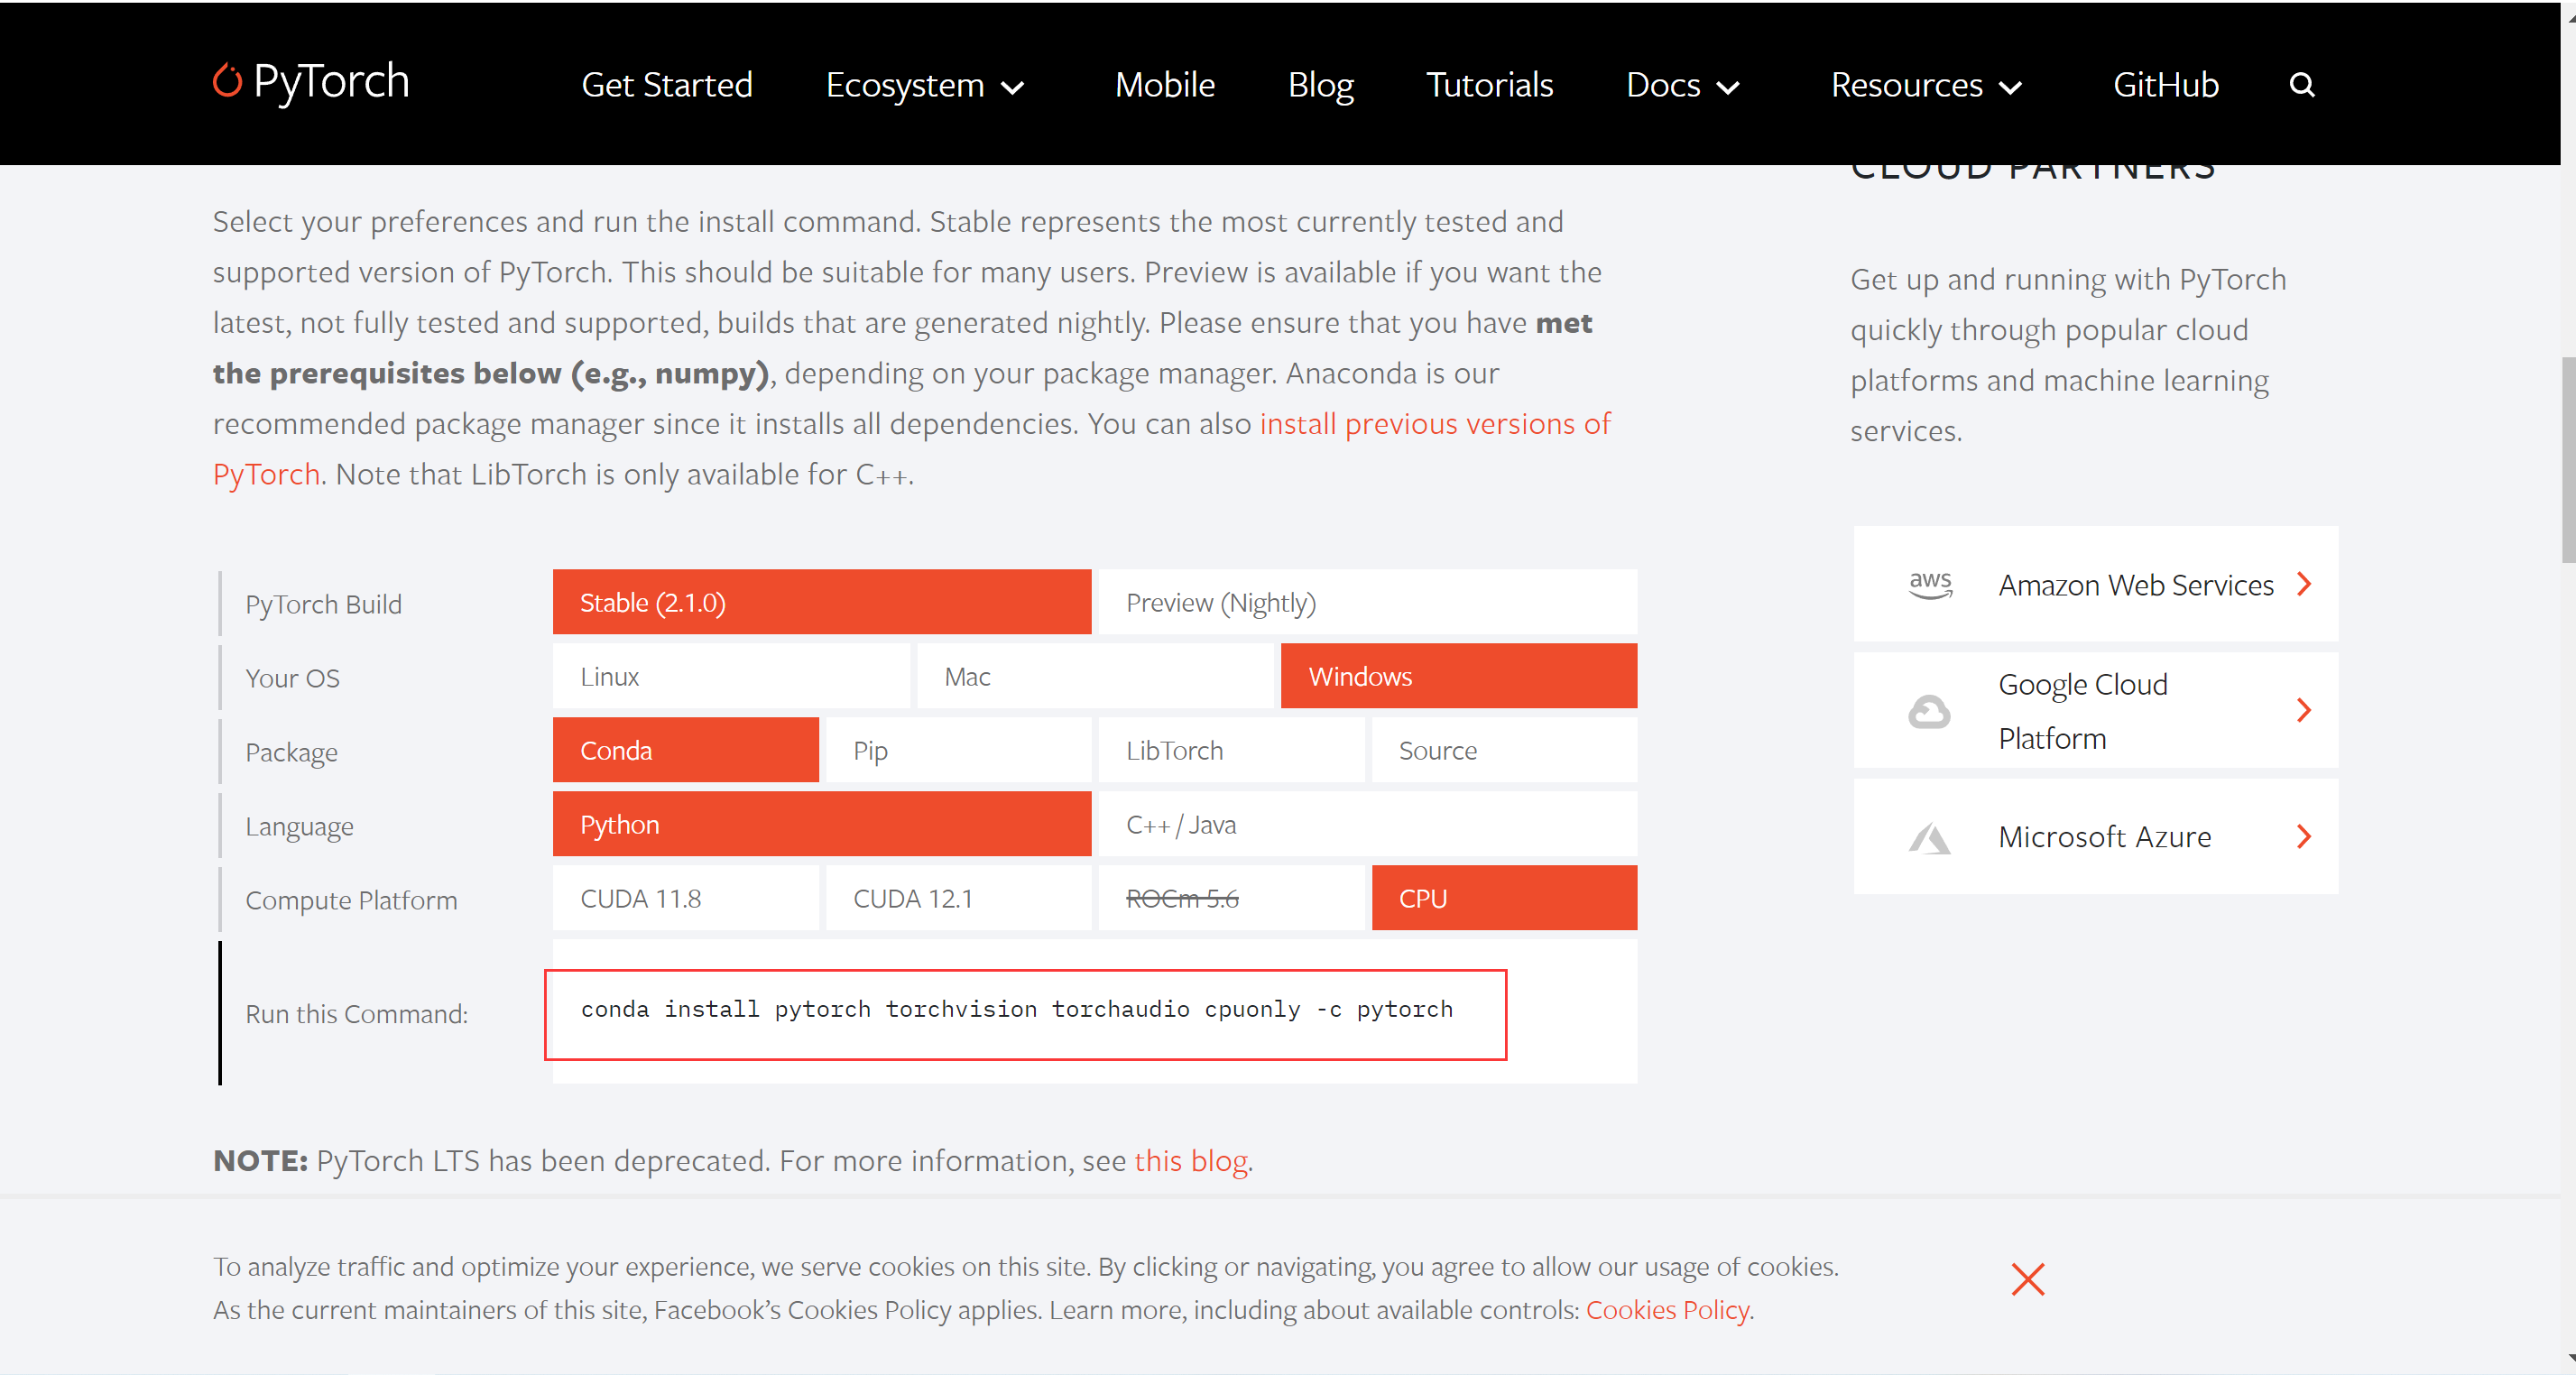 PyTorch
Get Started
Ecosystem
Mobile
Blog
Tutorials
Docs
Resources
GitHub
CLOUD PARTNERS
Select your preferences and run the install command. Stable represents the most currently tested and
supported version of PyTorch. This should be suitable for many users. Preview is available if you want the
latest, not fully tested and supported, builds that are generated nightly. Please ensure that you have met
the prerequisites below (e.g., numpy), depending on your package manager. Anaconda is our
recommended package manager since it installs all dependencies. You can also install previous versions of
PyTorch. Note that LibTorch is only available for C++.
Get up and running with PyTorch
quickly through popular cloud
platforms and machine learning
services.
PyTorch Build
Stable (2.1.0)
Preview (Nightly)
Your OS
Linux
Mac
Windows
Package
Conda
Pip
LibTorch
Source
Language
Python
C++ / Java
Compute Platform
CUDA 11.8
CUDA 12.1
ROCm 5.6
CPU
Run this Command:
conda install pytorch torchvision torchaudio cpuonly -c pytorch
aws
Amazon Web Services
Google Cloud
Platform
Microsoft Azure
NOTE: PyTorch LTS has been deprecated. For more information, see this blog.
To analyze traffic and optimize your experience, we serve cookies on this site. By clicking or navigating, you agree to allow our usage of cookies.
As the current maintainers of this site, Facebook’s Cookies Policy applies. Learn more, including about available controls: Cookies Policy.